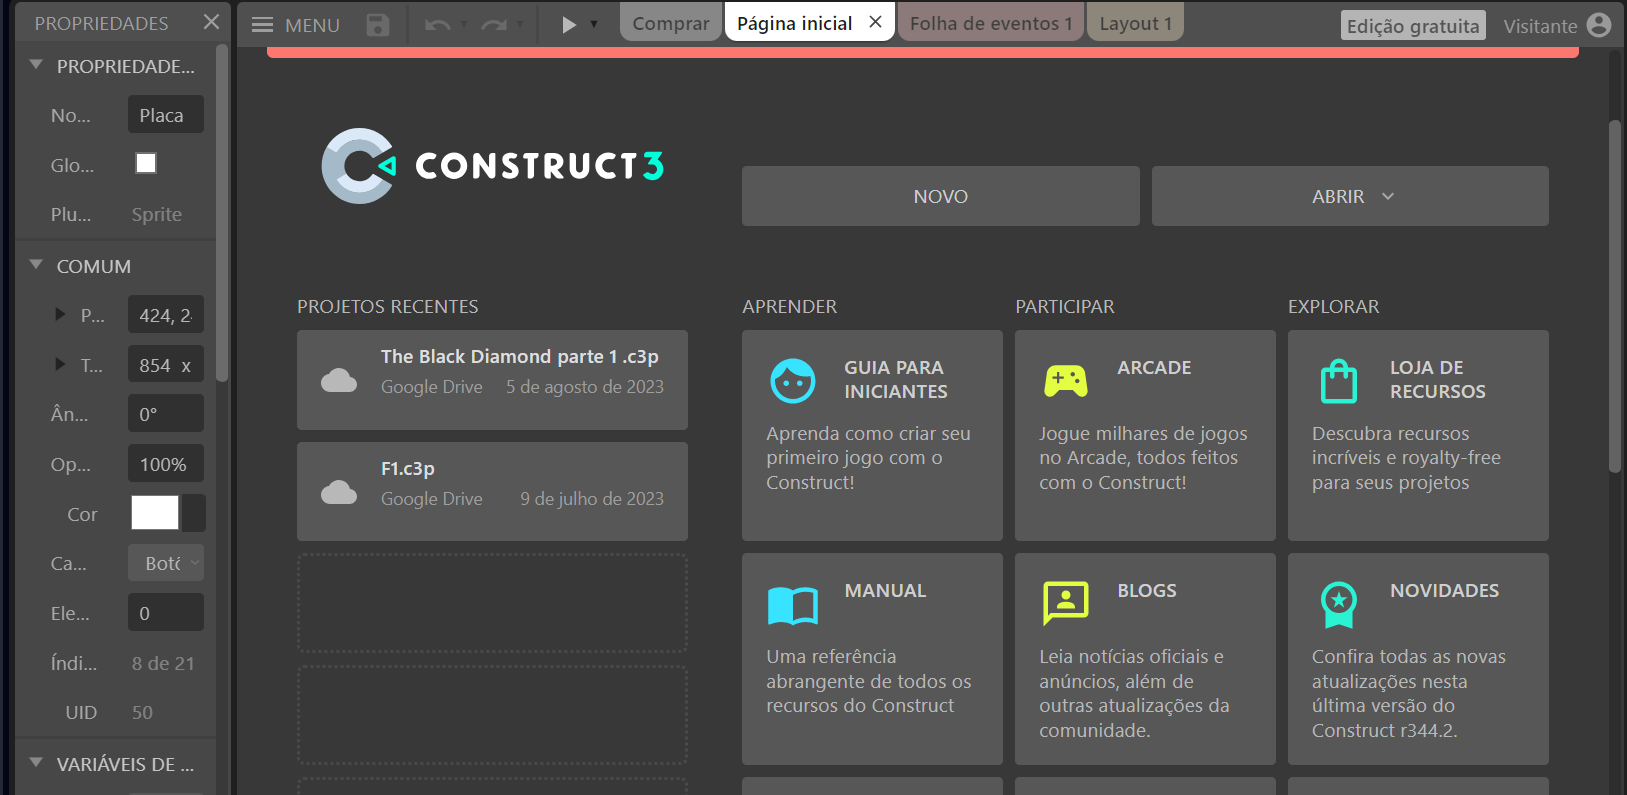 PROPRIEDADES
MENU
Comprar
Página inicial
Folha de eventos 1
Layout 1
Edição gratuita
Visitante
PROPRIEDADE...
No...
Placa
Glo...
Plu...
Sprite
COMUM
P...
424, 2
T...
854 x
Ân...
0°
Op...
100%
Cor
Ca...
Ele...
0
Índi...
8 de 21
UID
50
VARIÁVEIS DE ...
CONSTRUCT3
NOVO
ABRIR
PROJETOS RECENTES
The Black Diamond parte 1 .c3p
Google Drive
5 de agosto de 2023
F1.c3p
Google Drive
9 de julho de 2023
APRENDER
GUIA PARA
INICIANTES
Aprenda como criar seu
primeiro jogo com o
Construct!
MANUAL
Uma referência
abrangente de todos os
recursos do Construct
PARTICIPAR
ARCADE
Jogue milhares de jogos
no Arcade, todos feitos
com o Construct!
BLOGS
Leia notícias oficiais e
anúncios, além de
outras atualizações da
comunidade.
EXPLORAR
LOJA DE
RECURSOS
Descubra recursos
incríveis e royalty-free
para seus projetos
NOVIDADES
Confira todas as novas
atualizações nesta
última versão do
Construct r344.2.